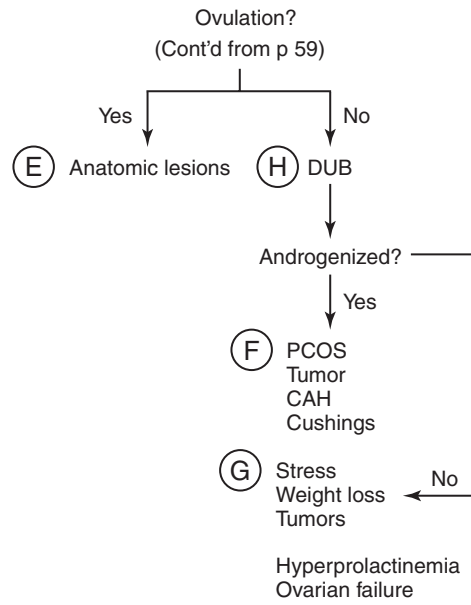 Ovulation?
(Cont'd from p 59)
Yes
No
E Anatomic lesions
H DUB
Androgenized?
Yes
F PCOS
Tumor
CAH
Cushings
G Stress
No
Weight loss
Tumors
Hyperprolactinemia
Ovarian failure